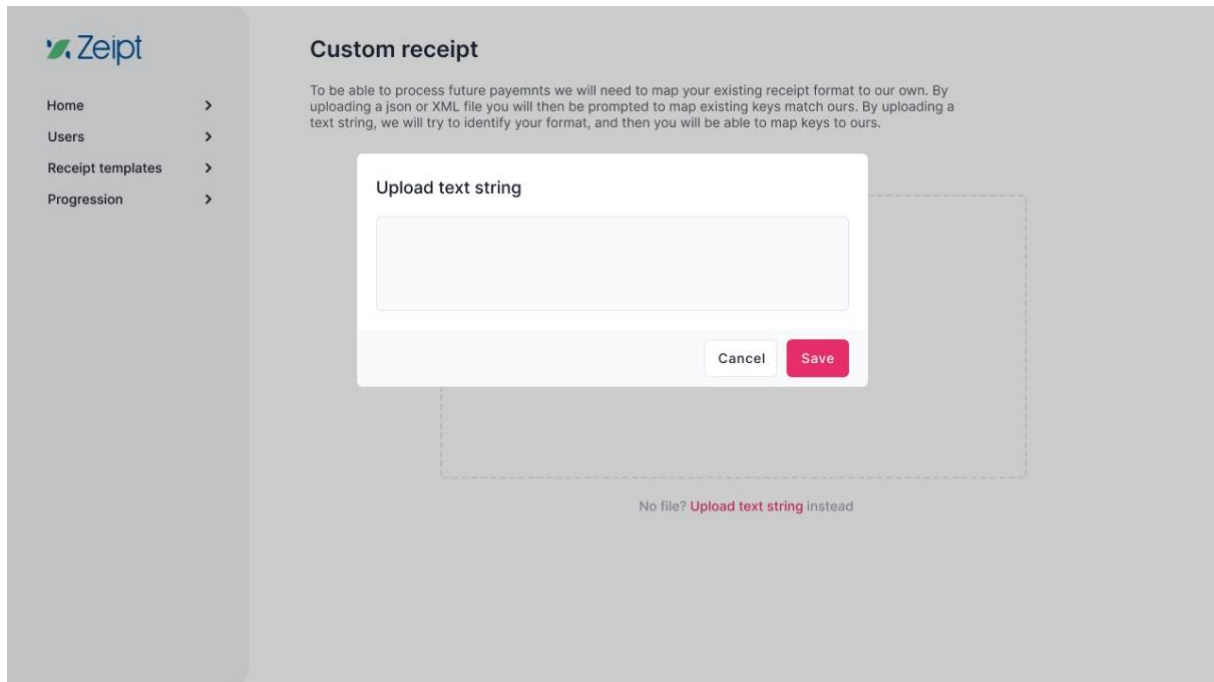 Zeipt
Home
Users
Receipt templates
Progression
Custom receipt
To be able to process future payemnts we will need to map your existing receipt format to our own. By
uploading a json or XML file you will then be prompted to map existing keys match ours. By uploading a
text string, we will try to identify your format, and then you will be able to map keys to ours.
Upload text string
Cancel
Save
No file? Upload text string instead